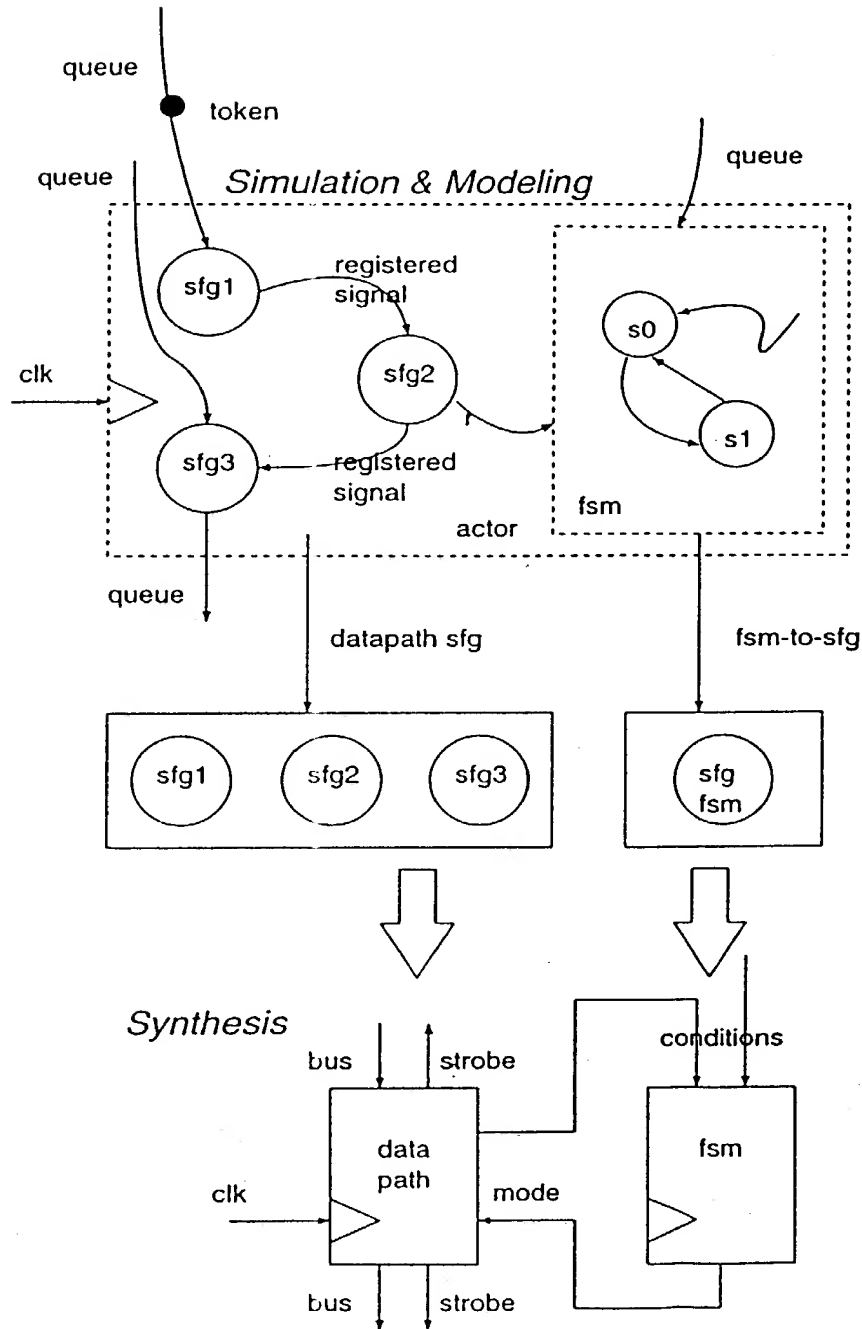 queue
token
queue
queue
Simulation & Modeling
sfg1
registered
signal
s0
clk
sfg2
s1
sfg3
registered
signal
fsm
actor
queue
datapath sfg
fsm-to-sfg
sfg1
sfg2
sfg3
sfg
fsm
Synthesis
conditions
bus
strobe
data
path
fsm
clk
mode
bus
strobe